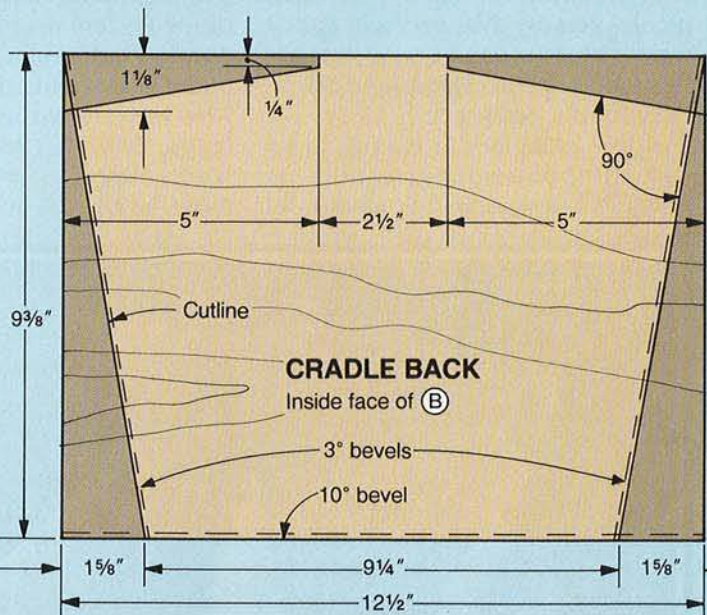 1⅛"
¼"
90°
5"
2½"
5"
9⅜"
Cutline
CRADLE BACK
Inside face of Ⓑ
3° bevels
10° bevel
1⅝"
9¼"
1⅝"
12½"